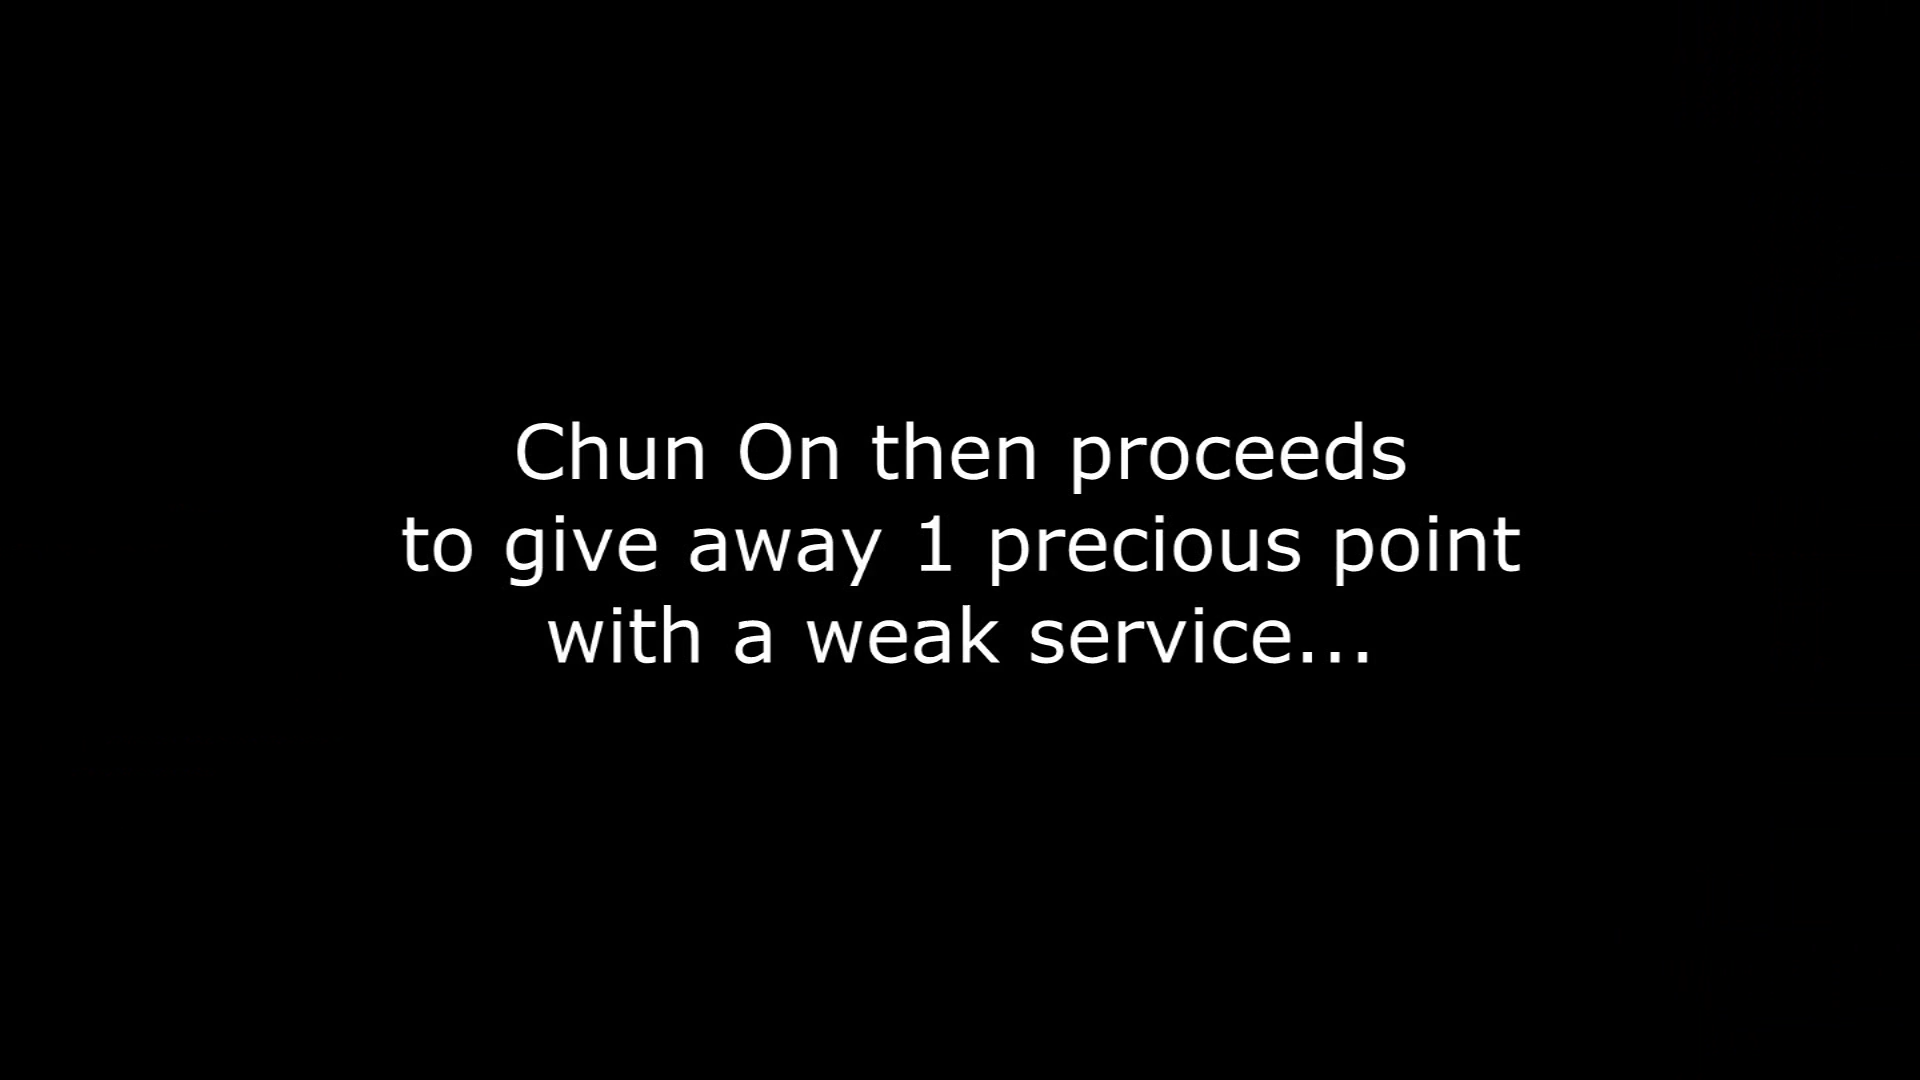 Chun On then proceeds
to give away 1 precious point
with a weak service...